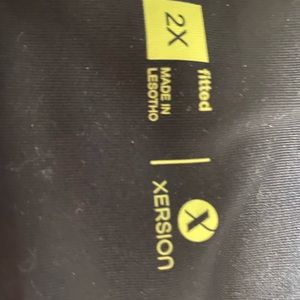 2X
fitted
MADE IN
LESOTHO
X
XERSION